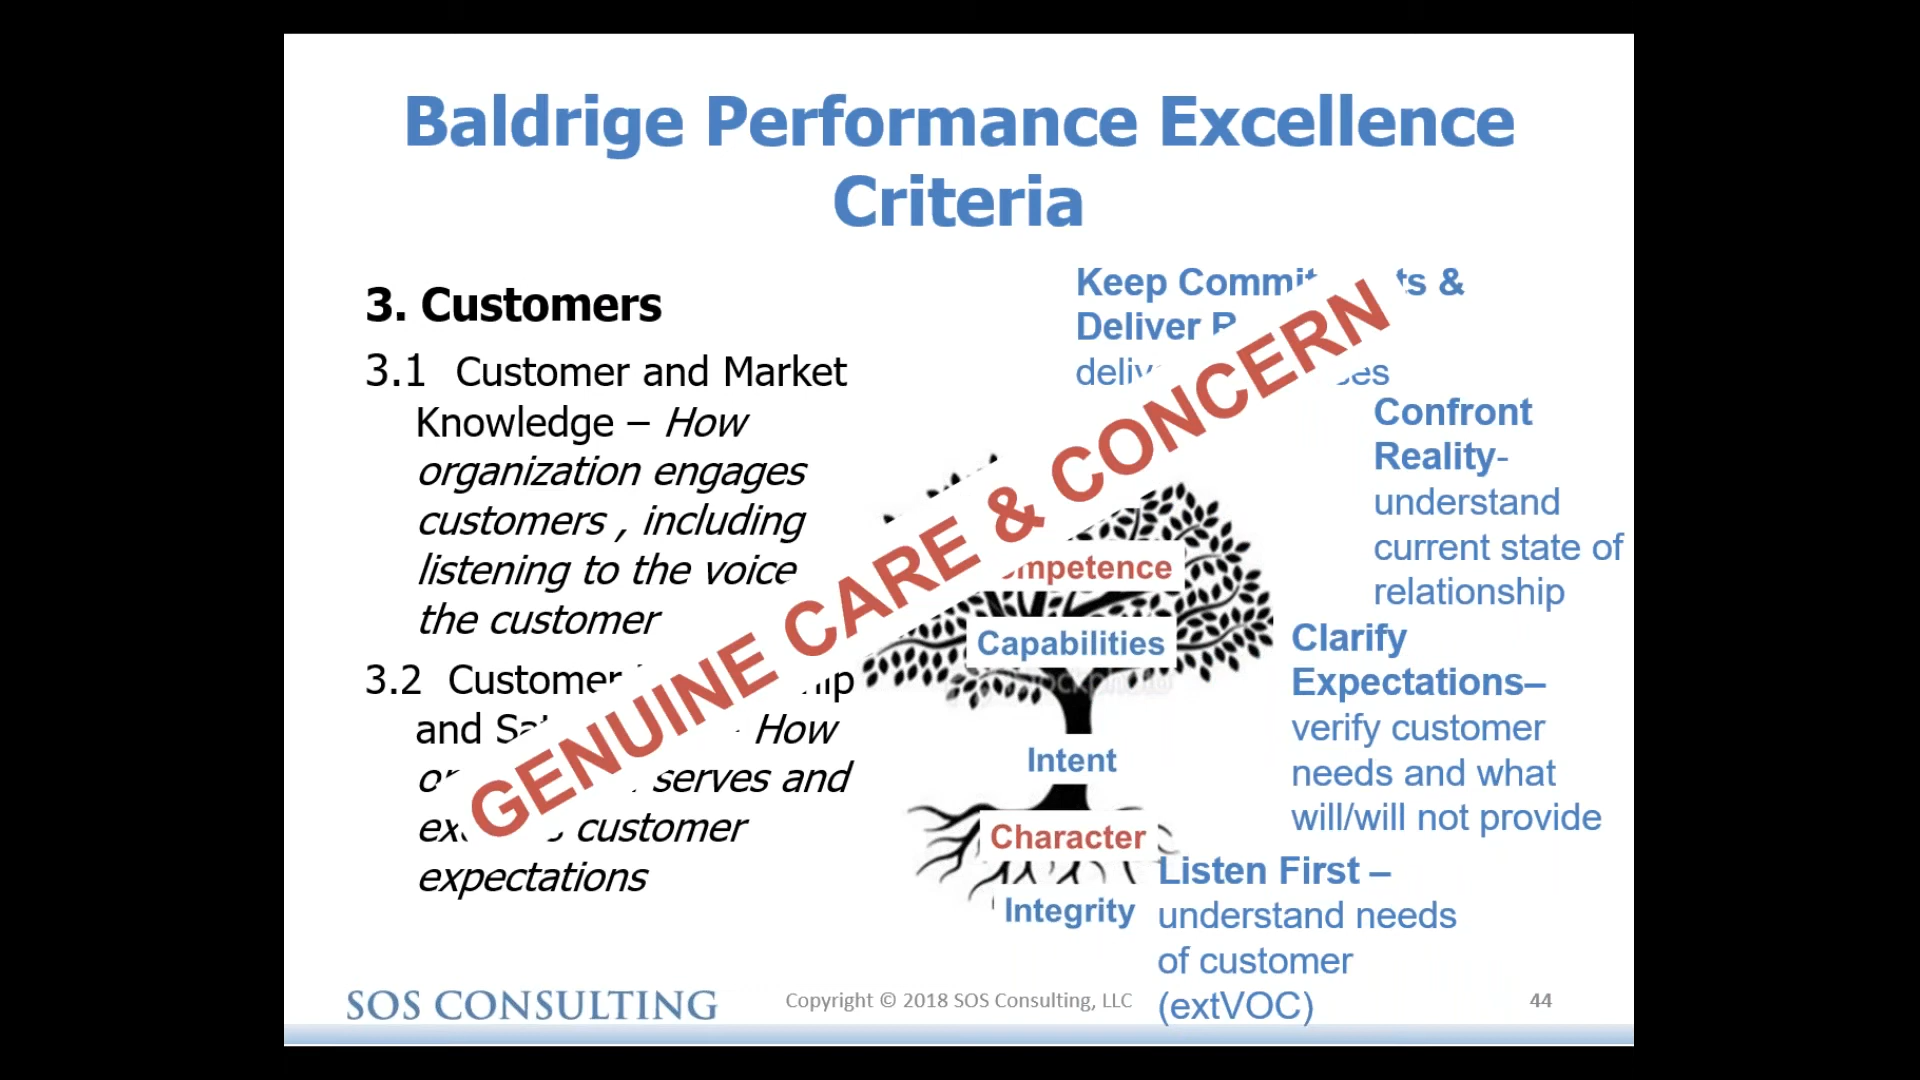 Baldrige Performance Excellence
Criteria
3. Customers
3.1 Customer and Market
Knowledge – How
organization engages
customers , including
listening to the voice
the customer
3.2 Customer
and
How
serves and
customer
expectations
GENUINE CARE & CONCERN
Keep &
Deliver
Confront
Reality-
understand
current state of
relationship
Clarify
Expectations–
verify customer
needs and what
will/will not provide
Listen First –
understand needs
of customer
(extVOC)
Capabilities
Intent
Character
Integrity
SOS CONSULTING
Copyright © 2018 SOS Consulting, LLC
44